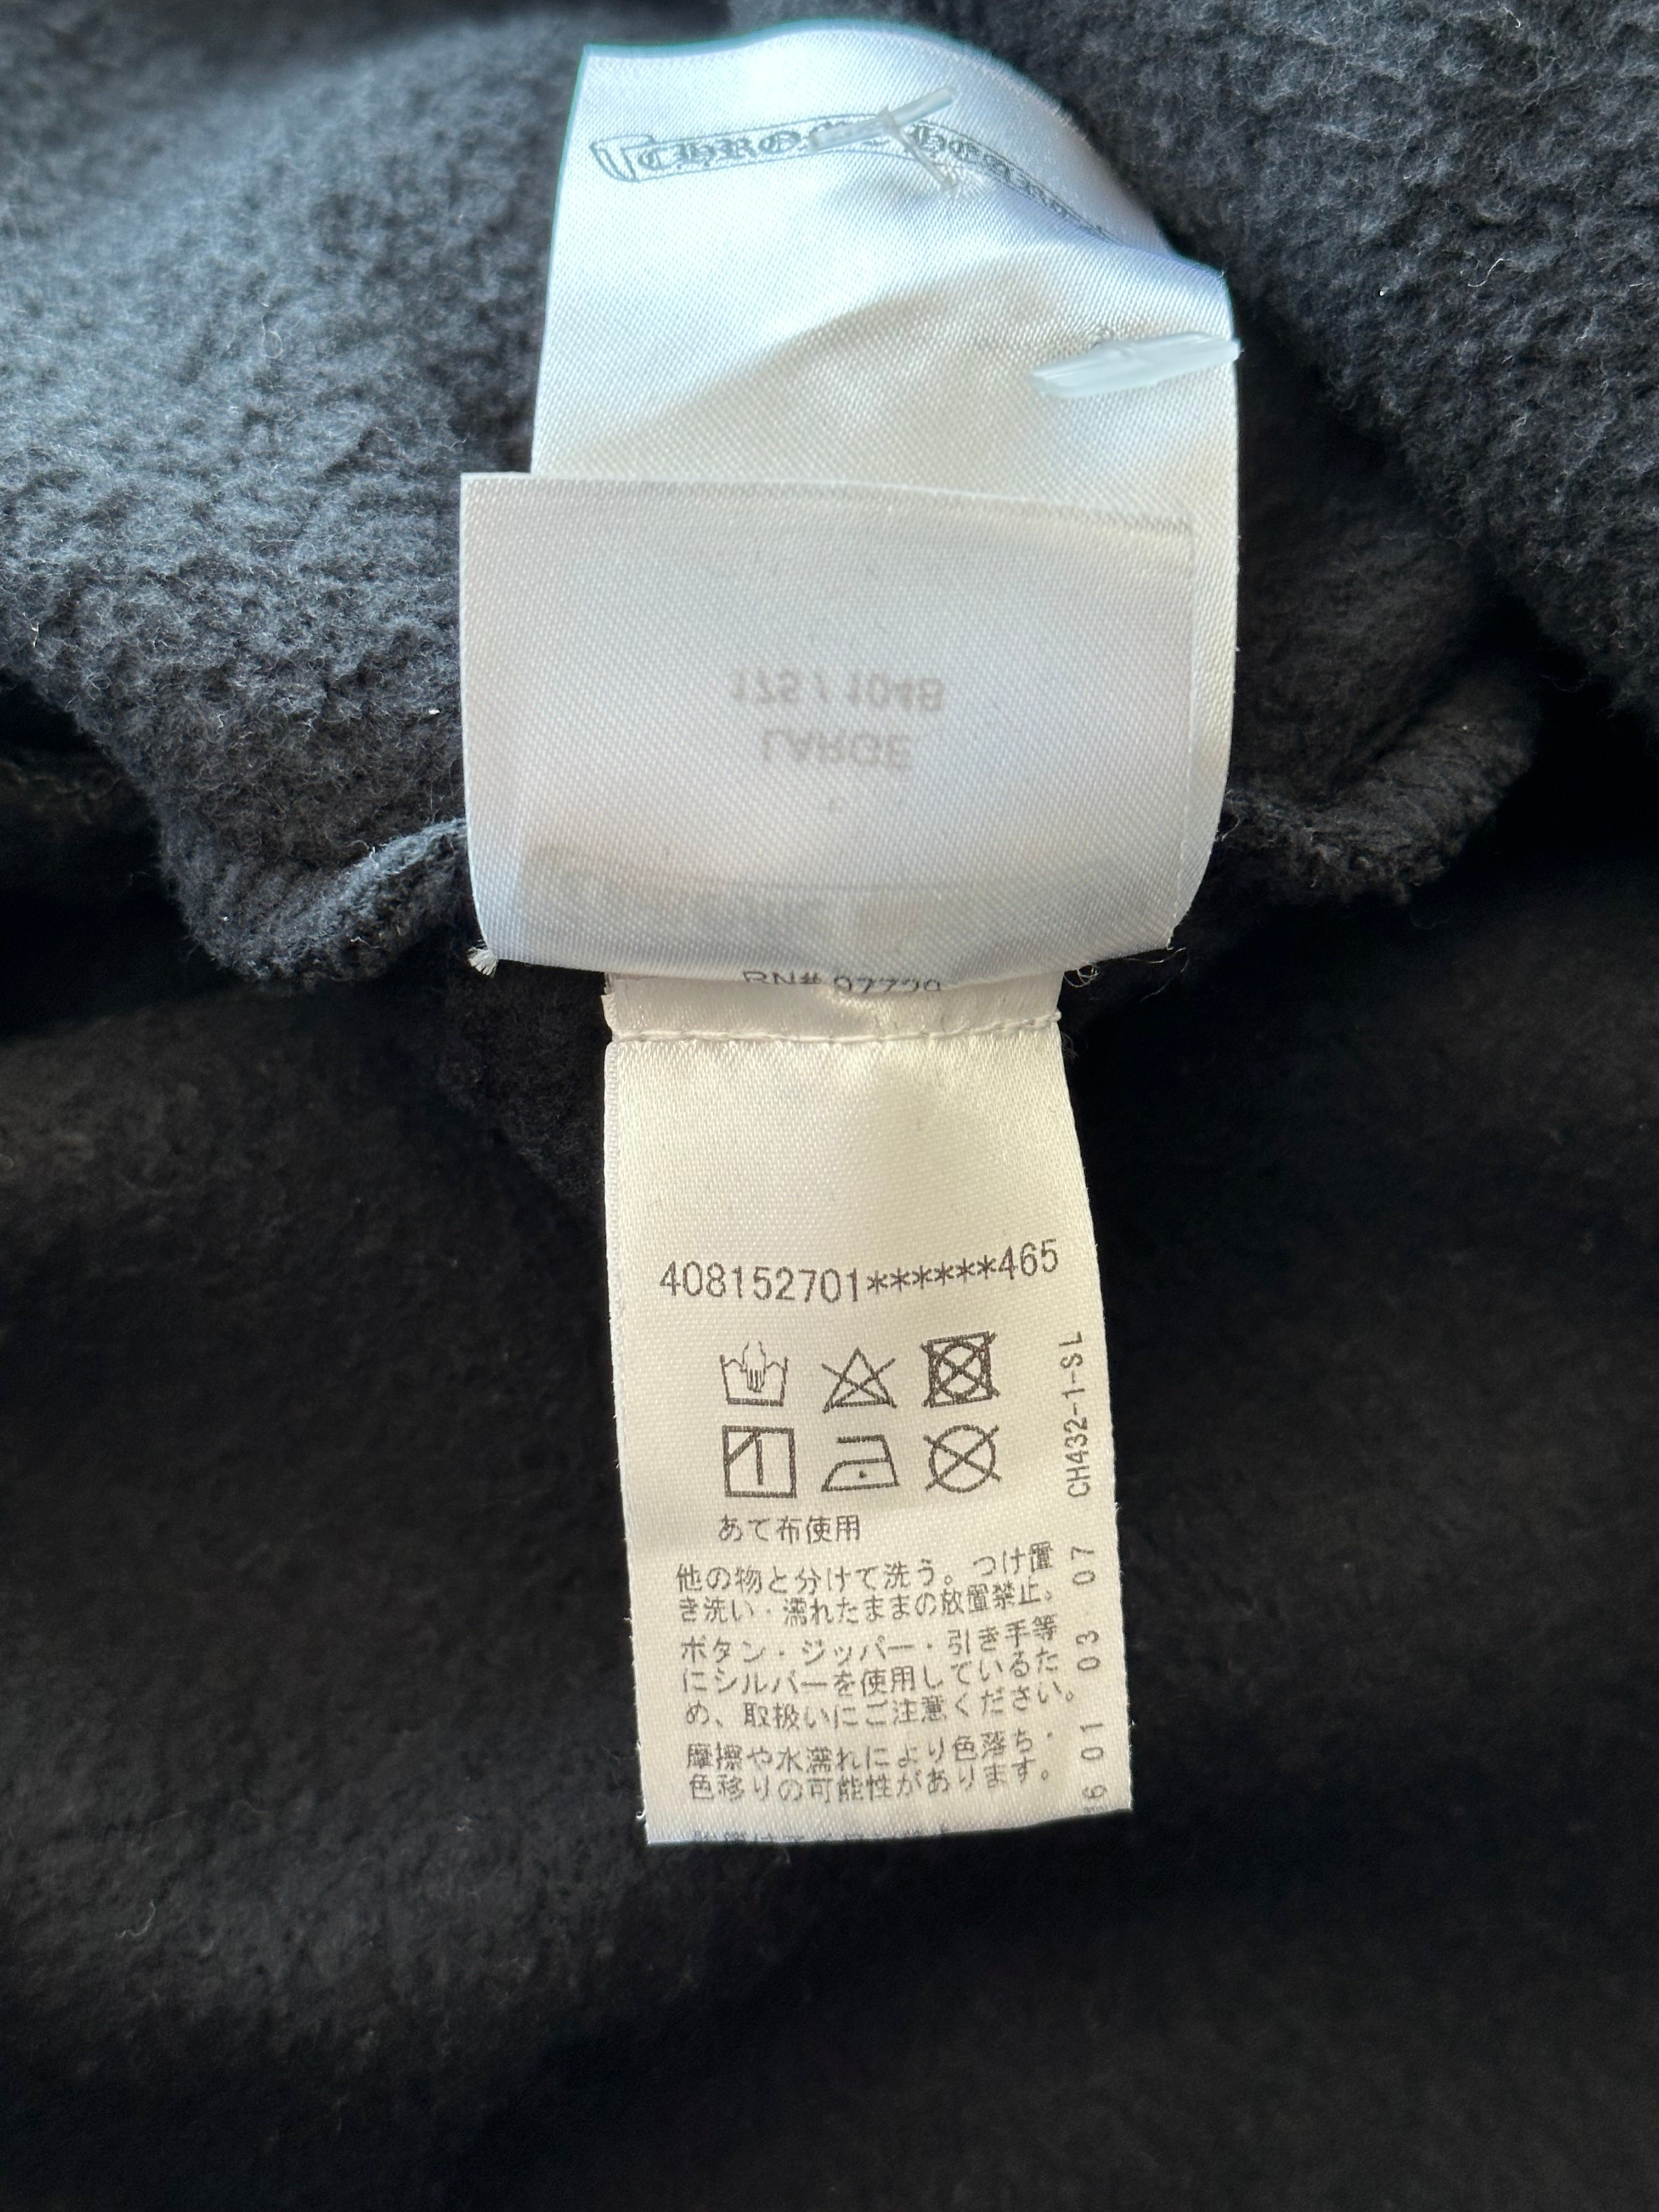 CHROME HEARTS
175 / 104B
LARGE
RN#
408152701******465
あて布使用
他の物と分けて洗う。つけ置
き洗い・濡れたままの放置禁止。
ボタン・ジッパー・引き手等
にシルバーを使用しているた
め、取扱いにご注意ください。
摩擦や水濡れにより色落ち・
色移りの可能性があります。
01 03 07 CH432-1-SL